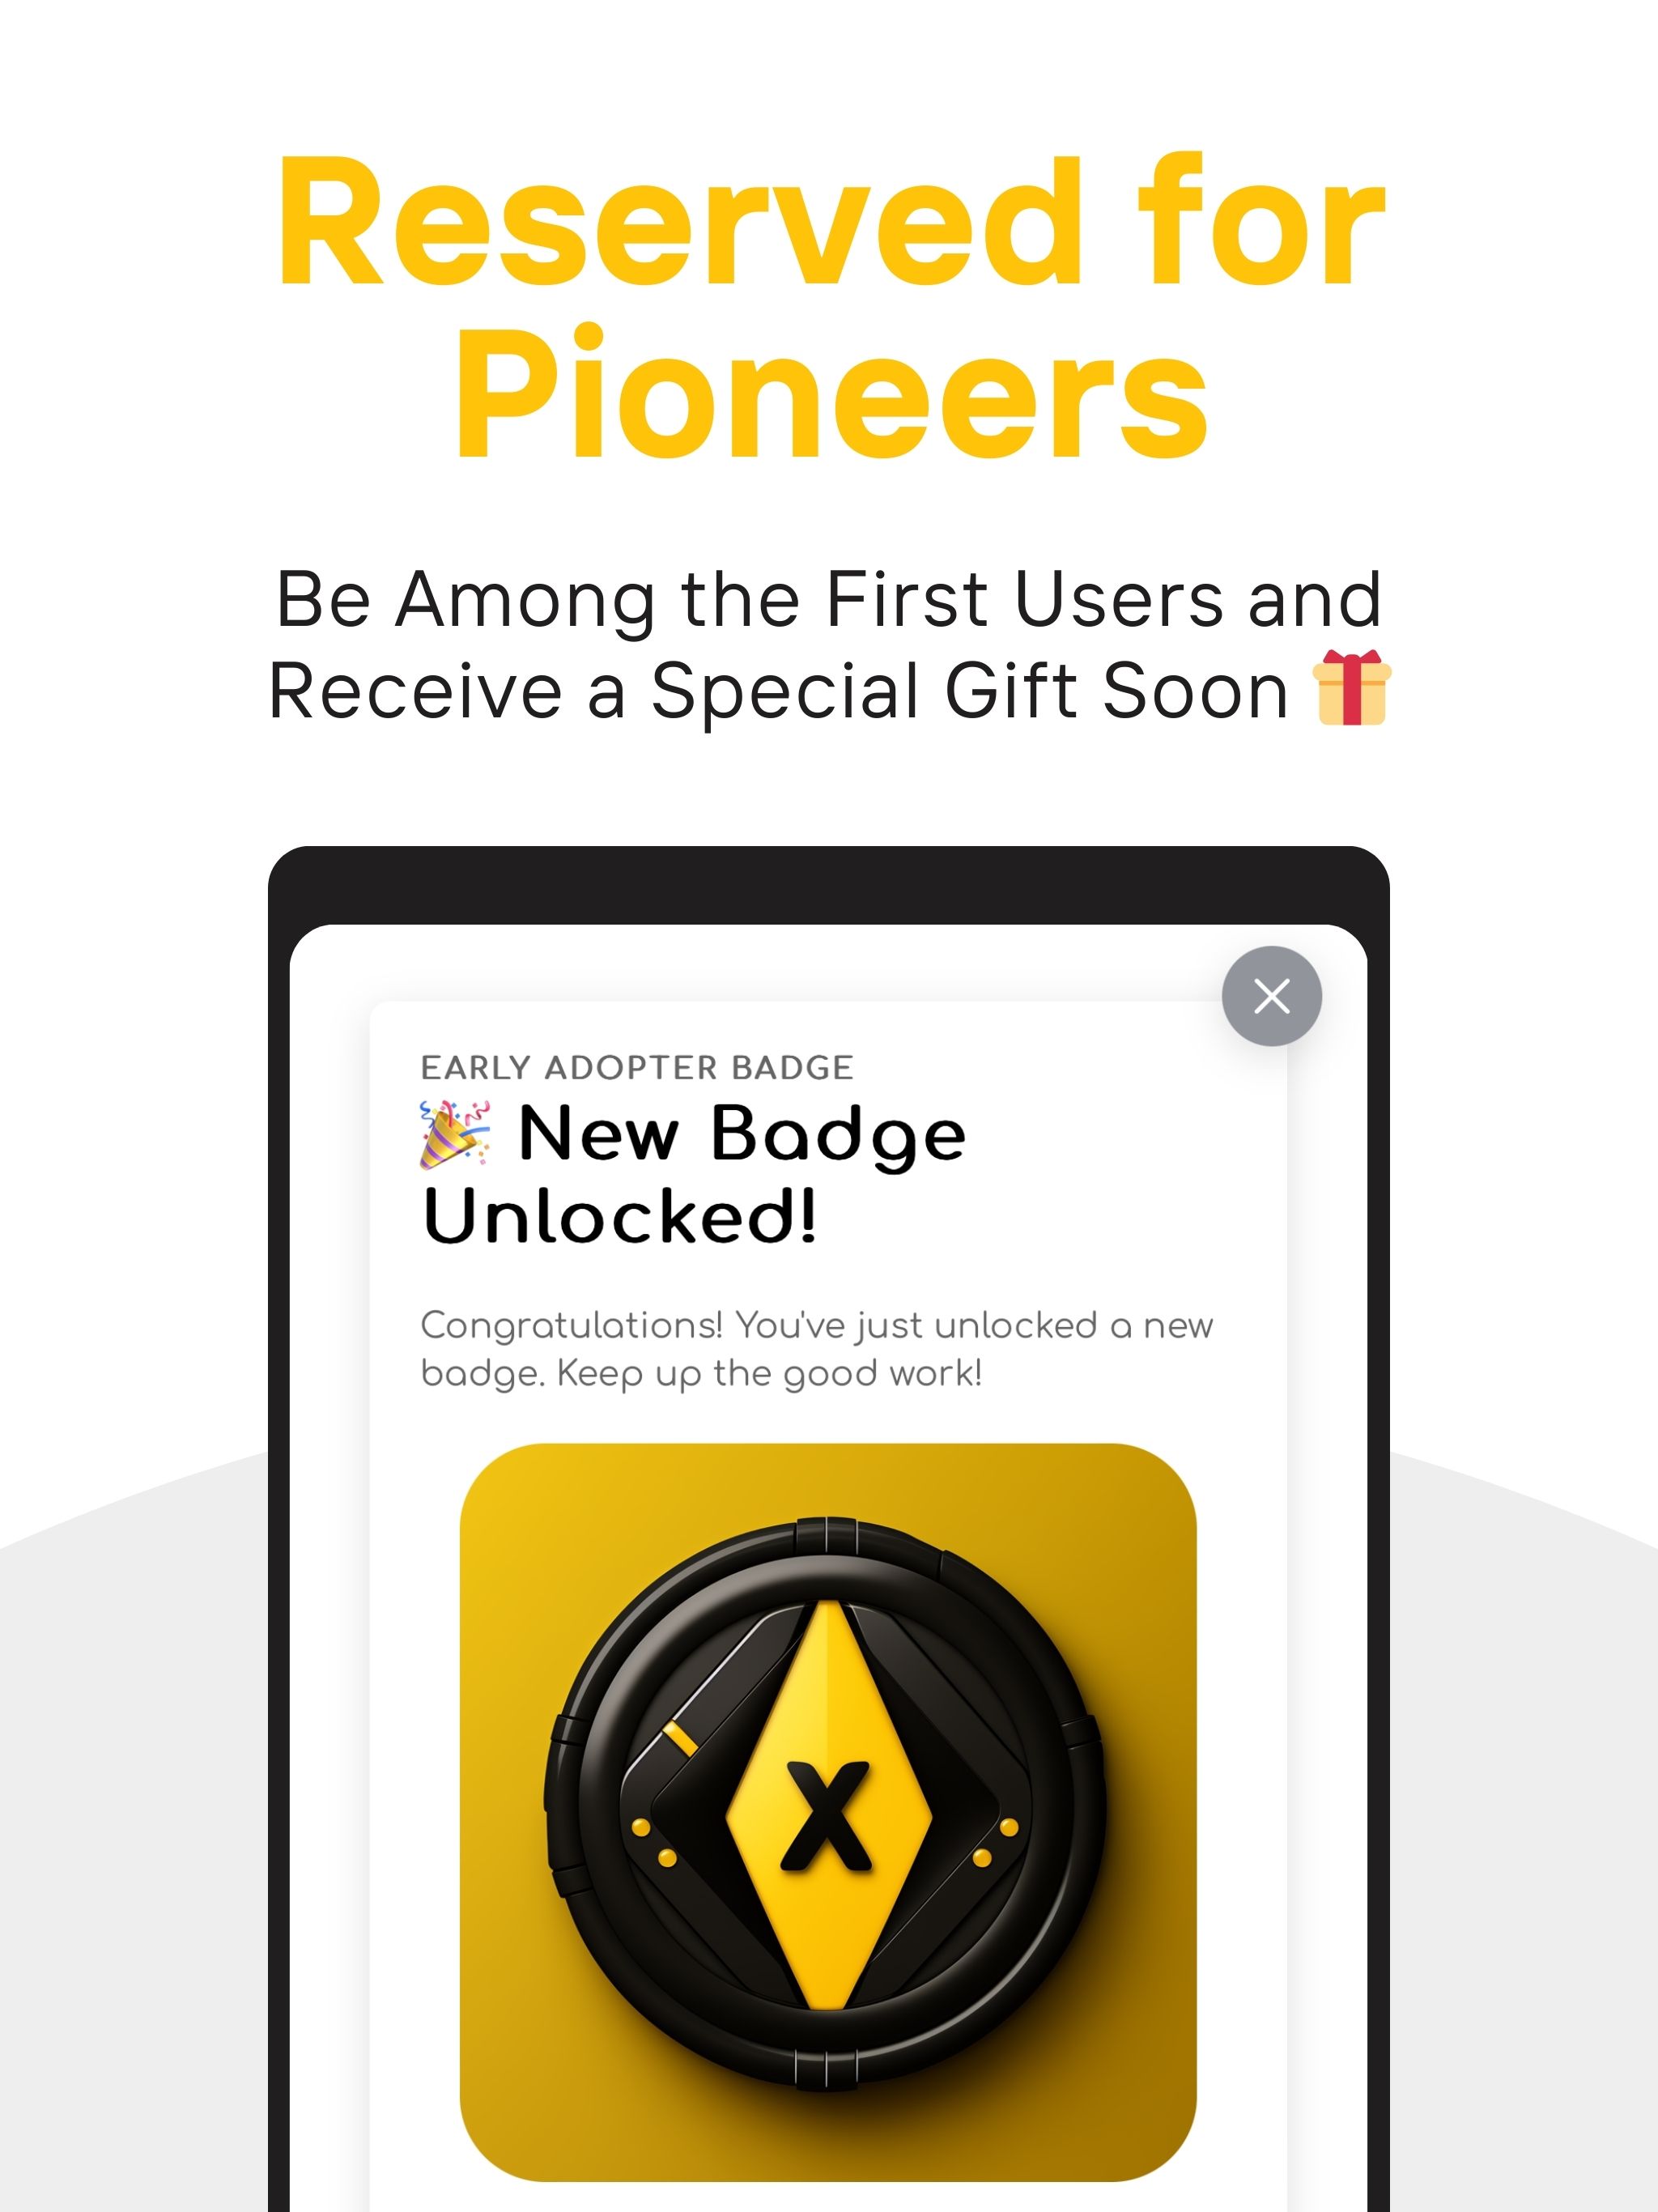 Reserved for
Pioneers
Be Among the First Users and
Receive a Special Gift Soon 🎁
EARLY ADOPTER BADGE
🎉 New Badge
Unlocked!
Congratulations! You've just unlocked a new
badge. Keep up the good work!
X